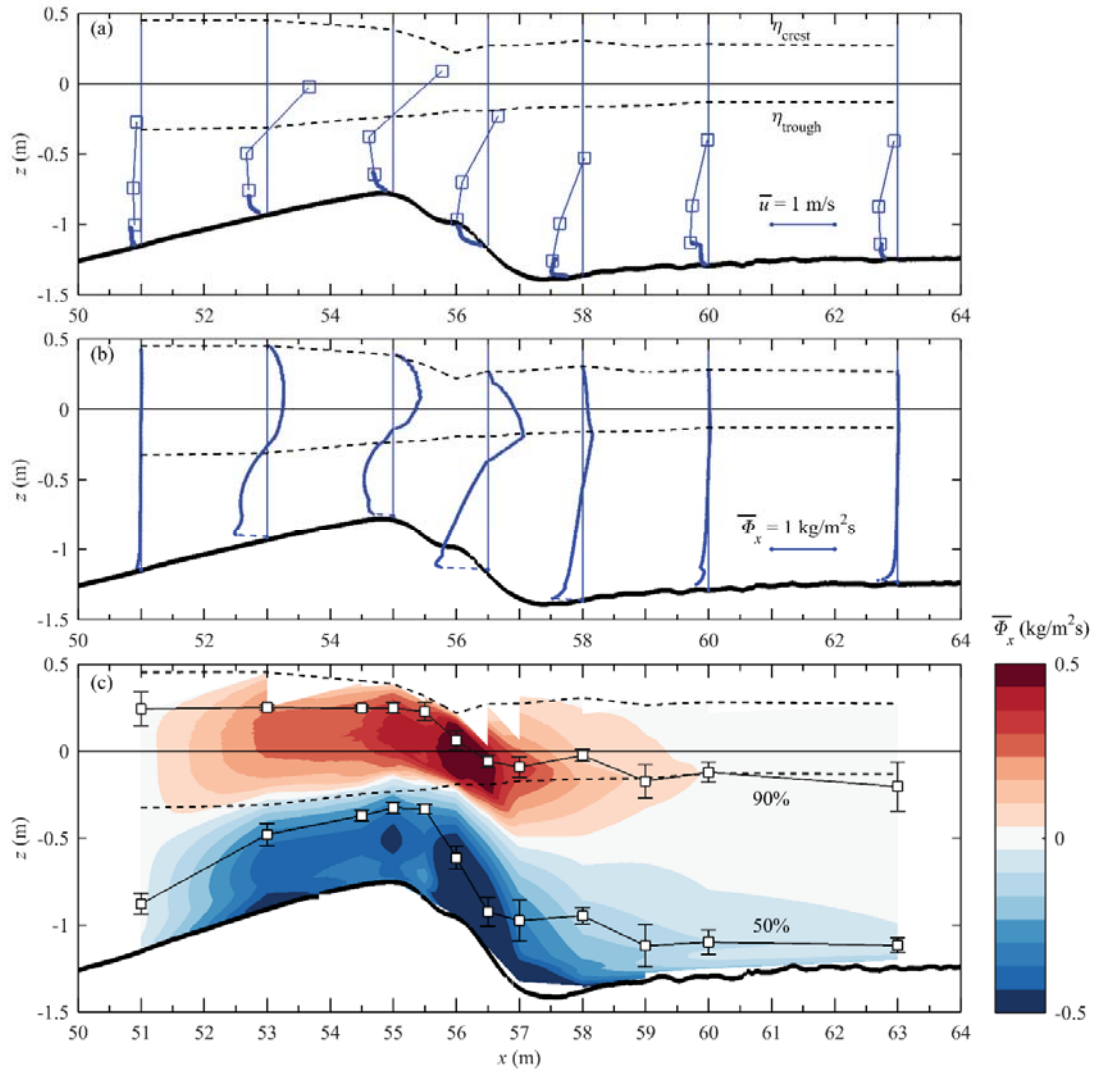 (a)
η_crest
η_trough
u̅ = 1 m/s
z (m)
0.5
0
-0.5
-1
-1.5
50 52 54 56 58 60 62 64
(b)
Φ̅_x = 1 kg/m²s
z (m)
0.5
0
-0.5
-1
-1.5
50 52 54 56 58 60 62 64
(c)
90%
50%
z (m)
0.5
0
-0.5
-1
-1.5
50 51 52 53 54 55 56 57 58 59 60 61 62 63 64
x (m)
Φ̅_x (kg/m²s)
0.5
0
-0.5